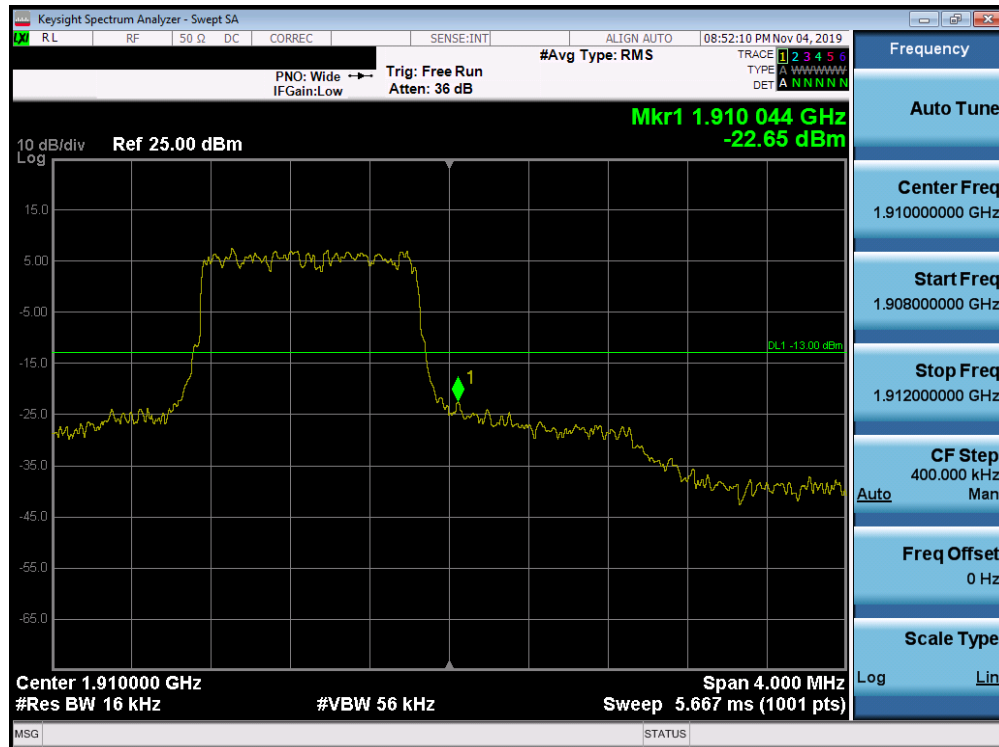 Keysight Spectrum Analyzer - Swept SA
LXI RL RF 50 Ω DC CORREC SENSE:INT ALIGN AUTO 08:52:10 PM Nov 04, 2019
#Avg Type: RMS
TRACE 1 2 3 4 5 6
TYPE A WWWWW
DET A N N N N N
PNO: Wide
IFGain:Low
Trig: Free Run
Atten: 36 dB
Mkr1 1.910 044 GHz
-22.65 dBm
10 dB/div Ref 25.00 dBm
Log
15.0
5.00
-5.00
-15.0
-25.0
-35.0
-45.0
-55.0
-65.0
DL1 -13.00 dBm
1
Center 1.910000 GHz
Span 4.000 MHz
#Res BW 16 kHz
#VBW 56 kHz
Sweep 5.667 ms (1001 pts)
MSG
STATUS
Frequency
Auto Tune
Center Freq
1.910000000 GHz
Start Freq
1.908000000 GHz
Stop Freq
1.912000000 GHz
CF Step
400.000 kHz
Auto Man
Freq Offset
0 Hz
Scale Type
Log Lin